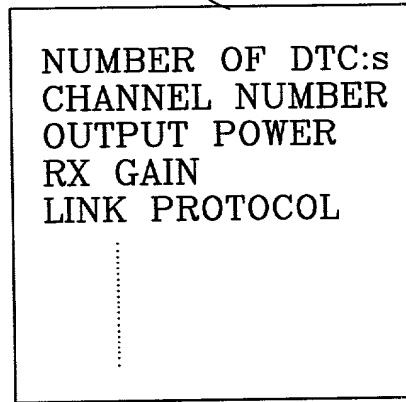 NUMBER OF DTC:s
CHANNEL NUMBER
OUTPUT POWER
RX GAIN
LINK PROTOCOL